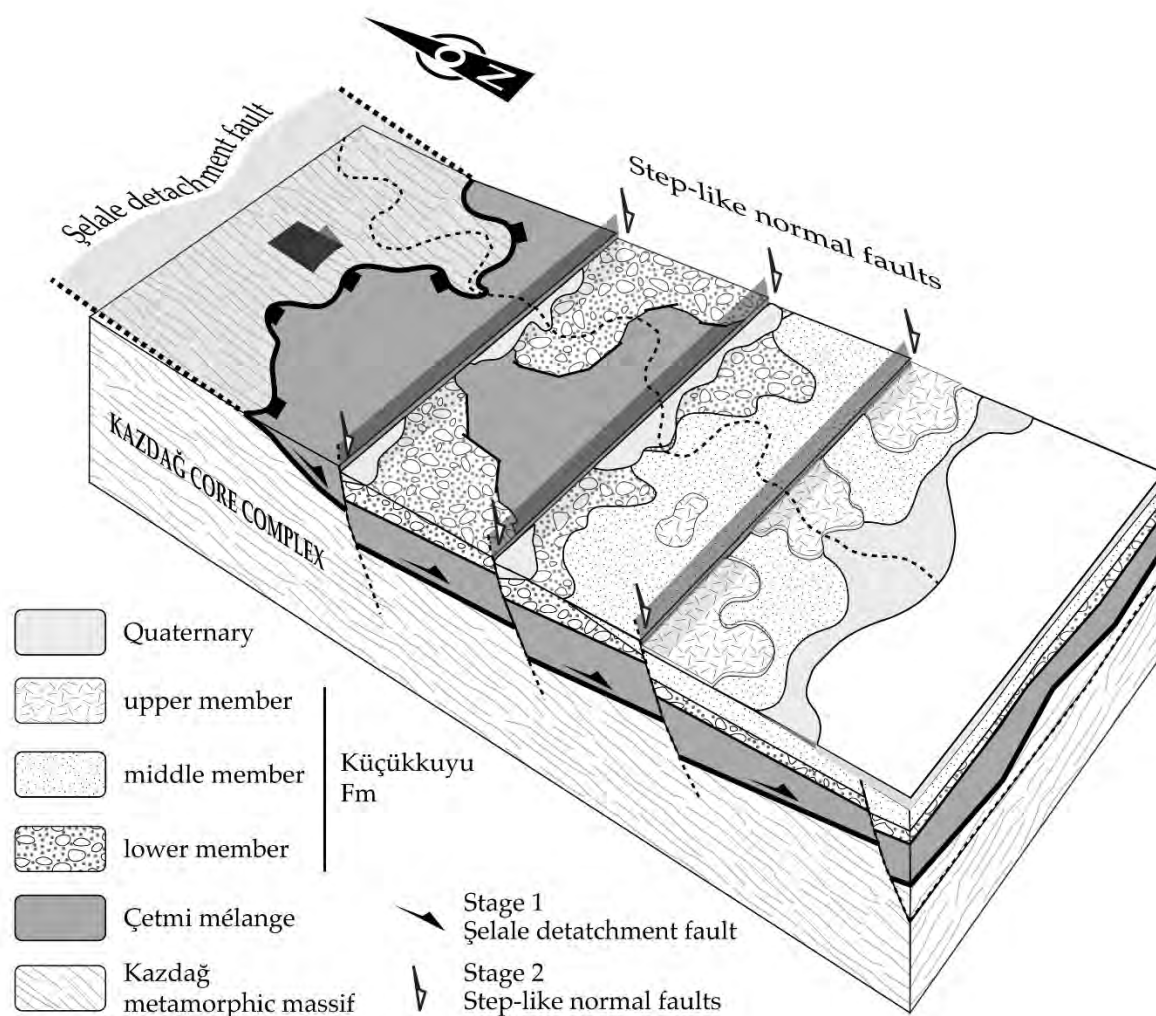 N
Şelale detachment fault
Step-like normal faults
KAZDAĞ CORE COMPLEX
Quaternary
upper member
middle member
lower member
Küçükkuyu
Fm
Çetmi mélange
Kazdağ
metamorphic massif
Stage 1
Şelale detatchment fault
Stage 2
Step-like normal faults